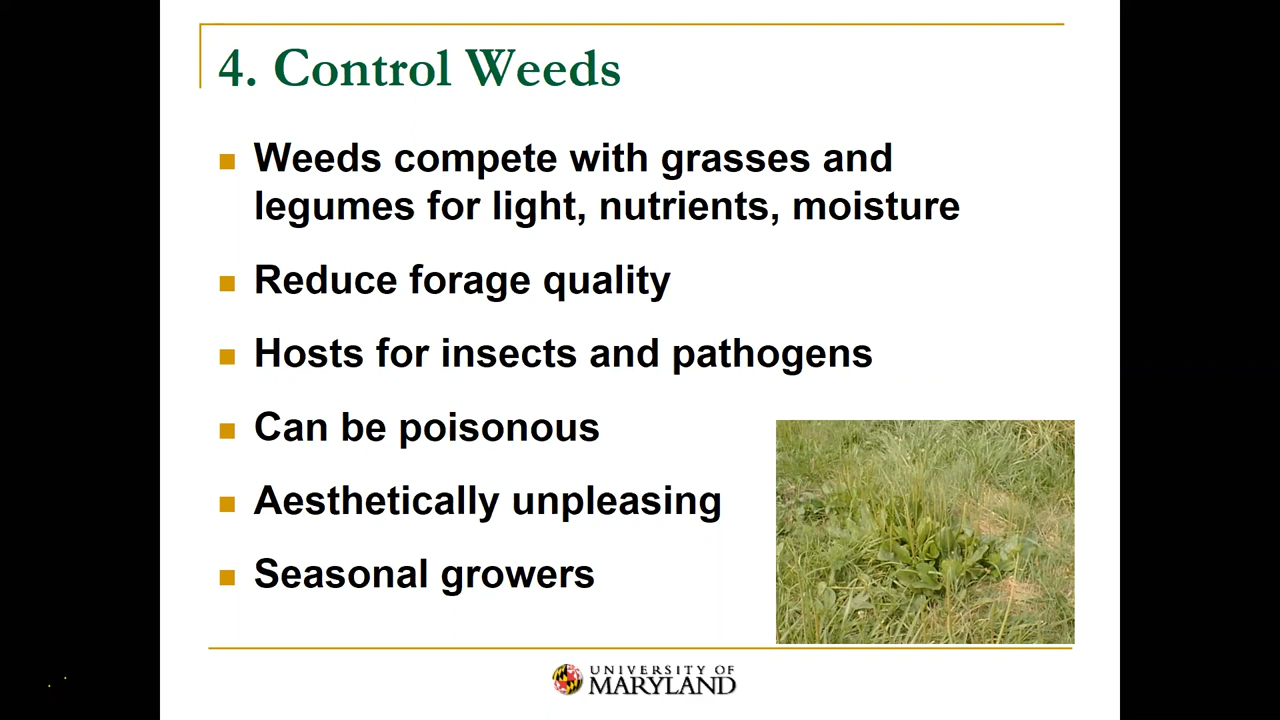 4. Control Weeds
Weeds compete with grasses and
legumes for light, nutrients, moisture
Reduce forage quality
Hosts for insects and pathogens
Can be poisonous
Aesthetically unpleasing
Seasonal growers
UNIVERSITY OF
MARYLAND